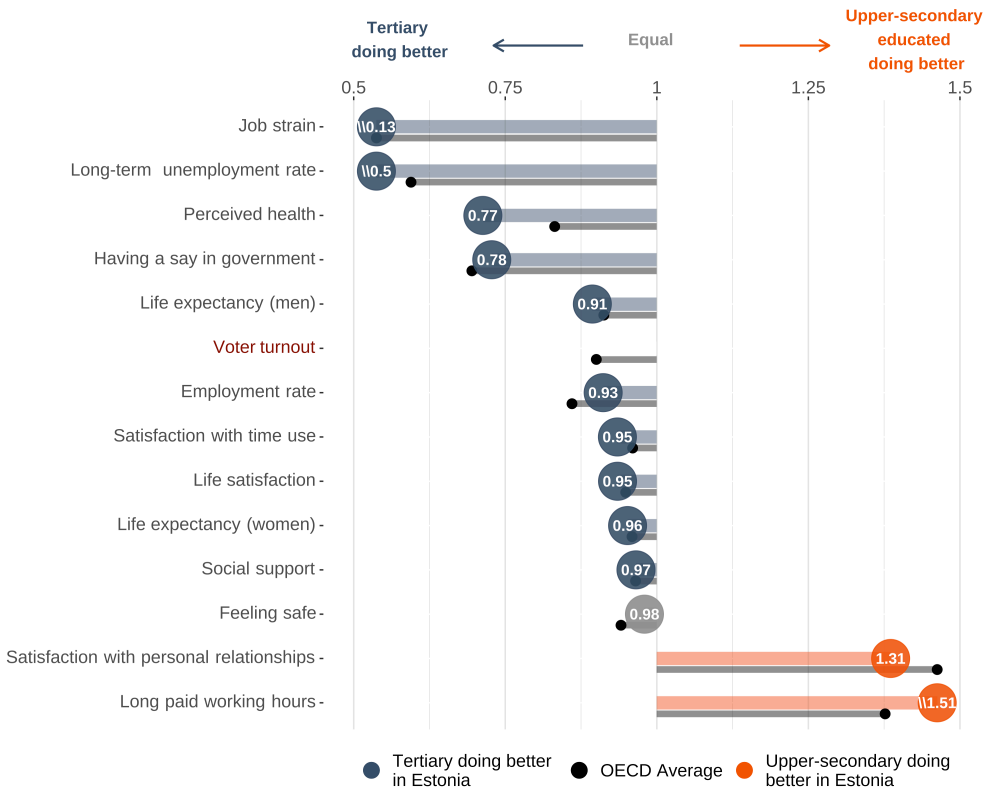 Tertiary
doing better
Equal
Upper-secondary
educated
doing better
0.5 0.75 1 1.25 1.5
Job strain \\0.13
Long-term unemployment rate \\0.5
Perceived health 0.77
Having a say in government 0.78
Life expectancy (men) 0.91
Voter turnout
Employment rate 0.93
Satisfaction with time use 0.95
Life satisfaction 0.95
Life expectancy (women) 0.96
Social support 0.97
Feeling safe 0.98
Satisfaction with personal relationships 1.31
Long paid working hours \\1.51
Tertiary doing better
in Estonia
OECD Average
Upper-secondary doing
better in Estonia